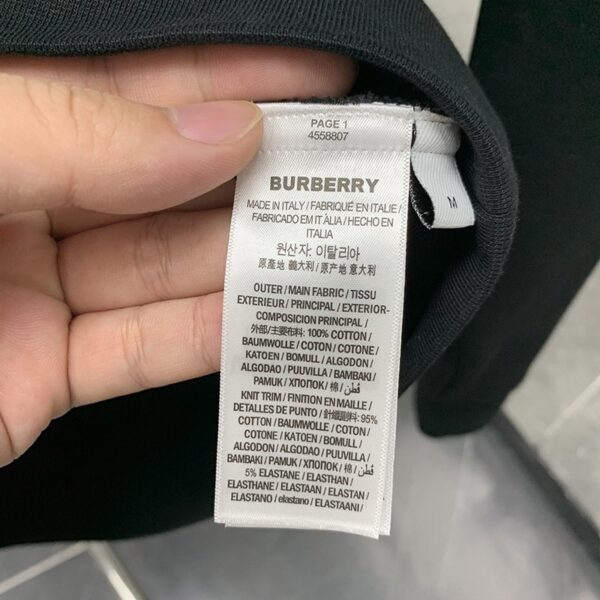 PAGE 1
4558807
BURBERRY
MADE IN ITALY / FABRIQUÉ EN ITALIE /
FABRICADO EM ITÀLIA / HECHO EN
ITALIA
원산자: 이탈리아
原產地 義大利 / 原产地 意大利
OUTER / MAIN FABRIC / TISSU
EXTERIEUR / PRINCIPAL / EXTERIOR-
COMPOSICION PRINCIPAL /
外部/主要布料: 100% COTTON /
BAUMWOLLE / COTON / COTONE /
KATOEN / BOMULL / ALGODON /
ALGODAO / PUUVILLA / BAMBAKI /
PAMUK / ХЛОПОК / 棉 / قطن /
KNIT TRIM / FINITION EN MAILLE /
DETALLES DE PUNTO / 針織副料: 95%
COTTON / BAUMWOLLE / COTON /
COTONE / KATOEN / BOMULL /
ALGODON / ALGODAO / PUUVILLA /
BAMBAKI / PAMUK / ХЛОПОК / 棉 / قطن /
5% ELASTANE / ELASTHAN /
ELASTHANE / ELASTAAN / ELASTAN /
ELASTANO / elastano / ELASTAANI /
M